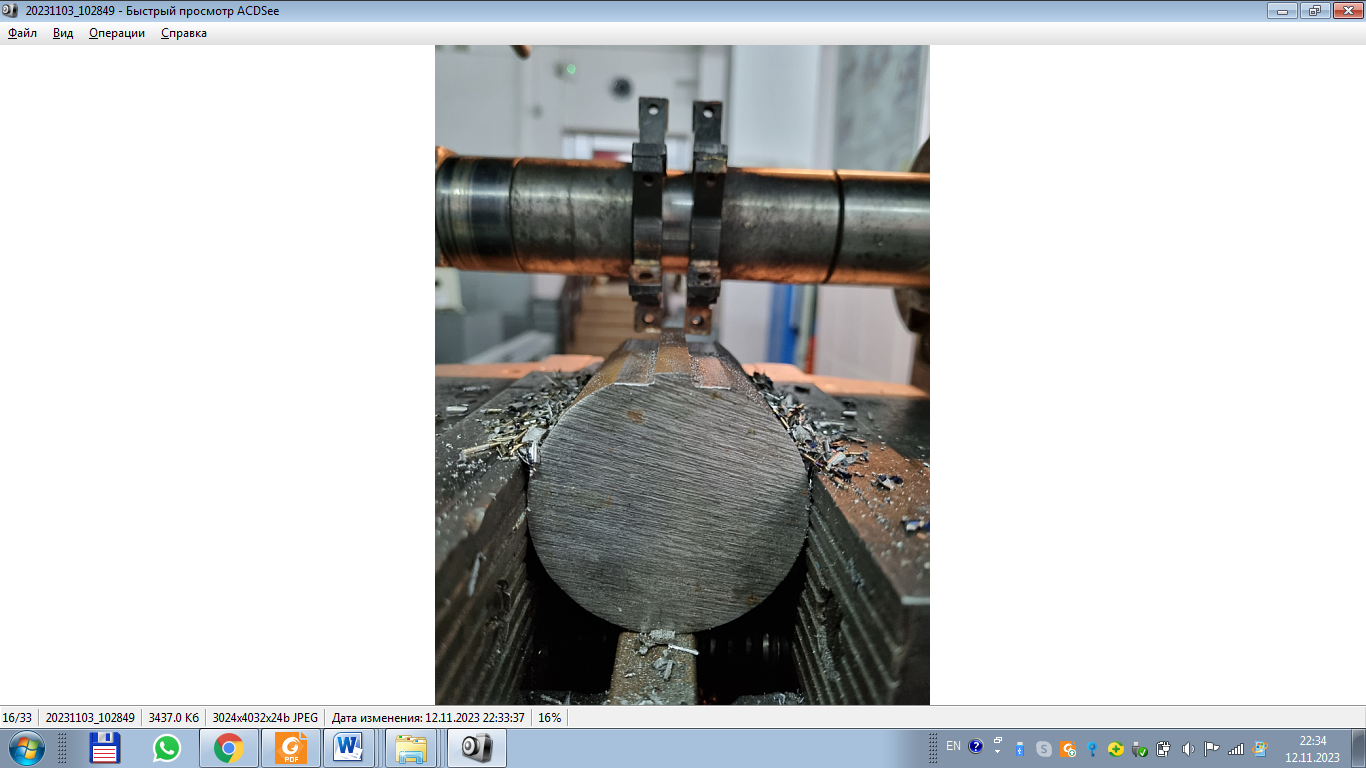 20231103_102849 - Быстрый просмотр ACDSee
Файл Вид Операции Справка
16/33 20231103_102849 3437.0 Кб 3024x4032x24b JPEG Дата изменения: 12.11.2023 22:33:37 16%
PDF
EN
22:34
12.11.2023